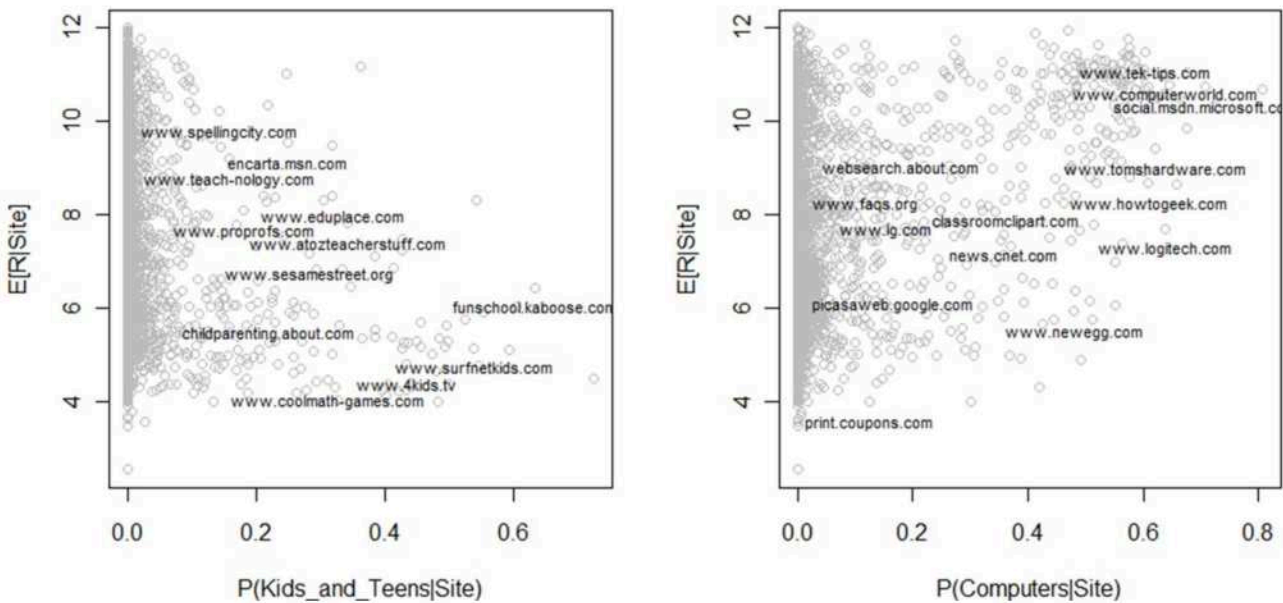 12
10
8
6
4
E[R|Site]
www.spellingcity.com
encarta.msn.com
www.teach-nology.com
www.eduplace.com
www.proprofs.com
www.atozteacherstuff.com
www.sesamestreet.org
funschool.kaboose.con
childparenting.about.com
www.surfnetkids.com
www.4kids.tv
www.coolmath-games.com
0.0 0.2 0.4 0.6
P(Kids_and_Teens|Site)
12
10
8
6
4
E[R|Site]
www.tek-tips.com
www.computerworld.com
social.msdn.microsoft.co
websearch.about.com
www.tomshardware.com
www.faqs.org
www.howtogeek.com
classroomclipart.com
www.lg.com
www.logitech.com
news.cnet.com
picasaweb.google.com
www.newegg.com
print.coupons.com
0.0 0.2 0.4 0.6 0.8
P(Computers|Site)